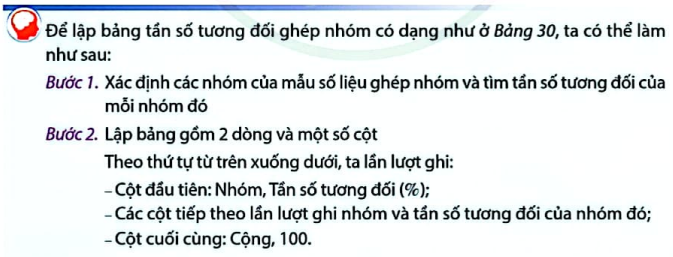 Để lập bảng tần số tương đối ghép nhóm có dạng như ở Bảng 30, ta có thể làm
như sau:
Bước 1. Xác định các nhóm của mẫu số liệu ghép nhóm và tìm tần số tương đối của
mỗi nhóm đó
Bước 2. Lập bảng gồm 2 dòng và một số cột
Theo thứ tự từ trên xuống dưới, ta lần lượt ghi:
– Cột đầu tiên: Nhóm, Tần số tương đối (%);
– Các cột tiếp theo lần lượt ghi nhóm và tần số tương đối của nhóm đó;
– Cột cuối cùng: Cộng, 100.